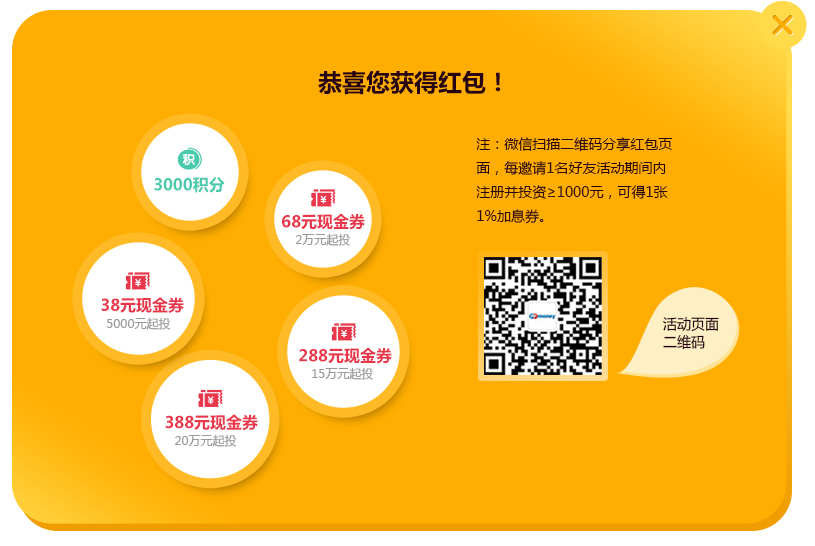 恭喜您获得红包！
积
3000积分
68元现金券
2万元起投
38元现金券
5000元起投
288元现金券
15万元起投
388元现金券
20万元起投
注：微信扫描二维码分享红包页
面，每邀请1名好友活动期间内
注册并投资≥1000元，可得1张
1%加息券。
money
活动页面
二维码